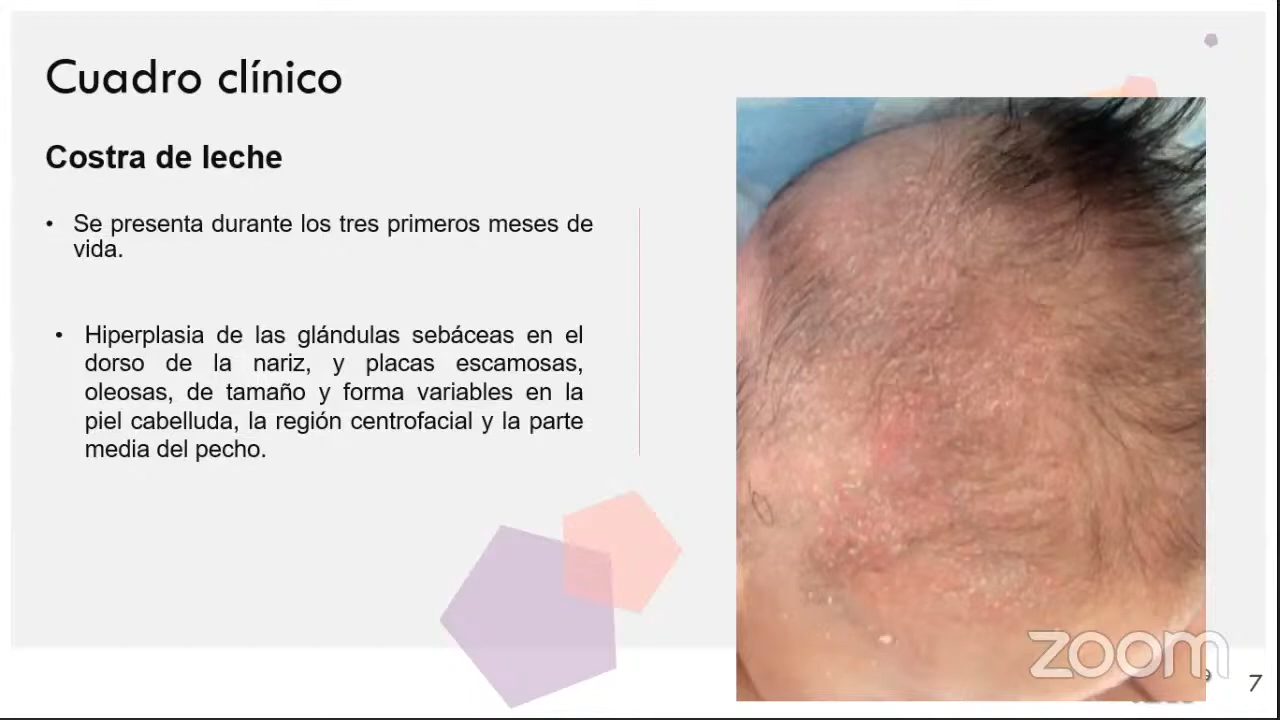 Cuadro clínico
Costra de leche
• Se presenta durante los tres primeros meses de
vida.
• Hiperplasia de las glándulas sebáceas en el
dorso de la nariz, y placas escamosas,
oleosas, de tamaño y forma variables en la
piel cabelluda, la región centrofacial y la parte
media del pecho.
zoom
7